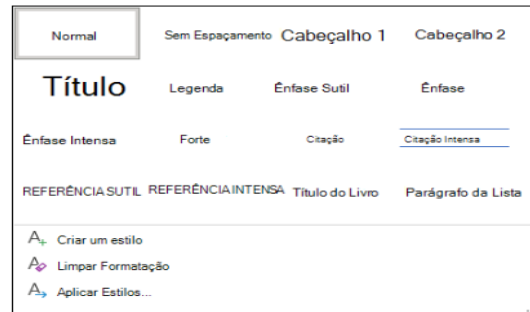 Normal Sem Espaçamento Cabeçalho 1 Cabeçalho 2
Título Legenda Ênfase Sutil Ênfase
Ênfase Intensa Forte Citação Citação Intensa
REFERÊNCIA SUTIL REFERÊNCIA INTENSA Título do Livro Parágrafo da Lista
Criar um estilo
Limpar Formatação
Aplicar Estilos...